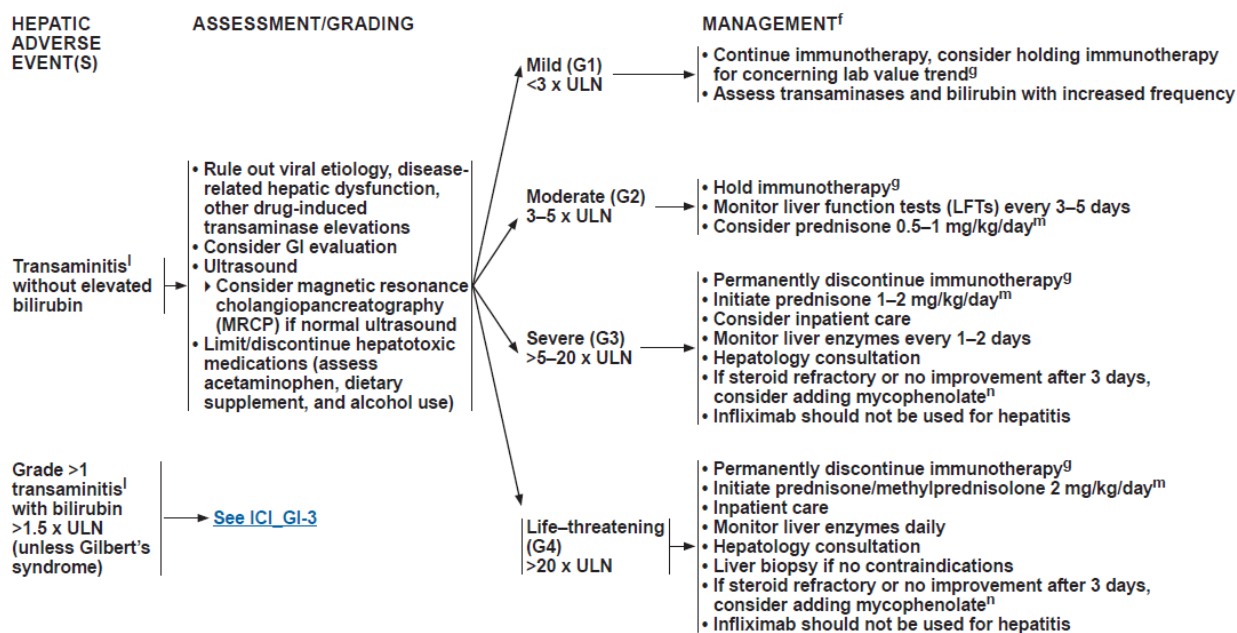 HEPATIC
ADVERSE
EVENT(S)
ASSESSMENT/GRADING
MANAGEMENTf
Transaminitisl
without elevated
bilirubin
• Rule out viral etiology, disease-
related hepatic dysfunction,
other drug-induced
transaminase elevations
• Consider GI evaluation
• Ultrasound
▸ Consider magnetic resonance
cholangiopancreatography
(MRCP) if normal ultrasound
• Limit/discontinue hepatotoxic
medications (assess
acetaminophen, dietary
supplement, and alcohol use)
Mild (G1)
<3 x ULN
• Continue immunotherapy, consider holding immunotherapy
for concerning lab value trendg
• Assess transaminases and bilirubin with increased frequency
Moderate (G2)
3–5 x ULN
• Hold immunotherapyg
• Monitor liver function tests (LFTs) every 3–5 days
• Consider prednisone 0.5–1 mg/kg/daym
Severe (G3)
>5–20 x ULN
• Permanently discontinue immunotherapyg
• Initiate prednisone 1–2 mg/kg/daym
• Consider inpatient care
• Monitor liver enzymes every 1–2 days
• Hepatology consultation
• If steroid refractory or no improvement after 3 days,
consider adding mycophenolaten
• Infliximab should not be used for hepatitis
Life–threatening
(G4)
>20 x ULN
• Permanently discontinue immunotherapyg
• Initiate prednisone/methylprednisolone 2 mg/kg/daym
• Inpatient care
• Monitor liver enzymes daily
• Hepatology consultation
• Liver biopsy if no contraindications
• If steroid refractory or no improvement after 3 days,
consider adding mycophenolaten
• Infliximab should not be used for hepatitis
Grade >1
transaminitisl
with bilirubin
>1.5 x ULN
(unless Gilbert's
syndrome)
See ICI_GI-3